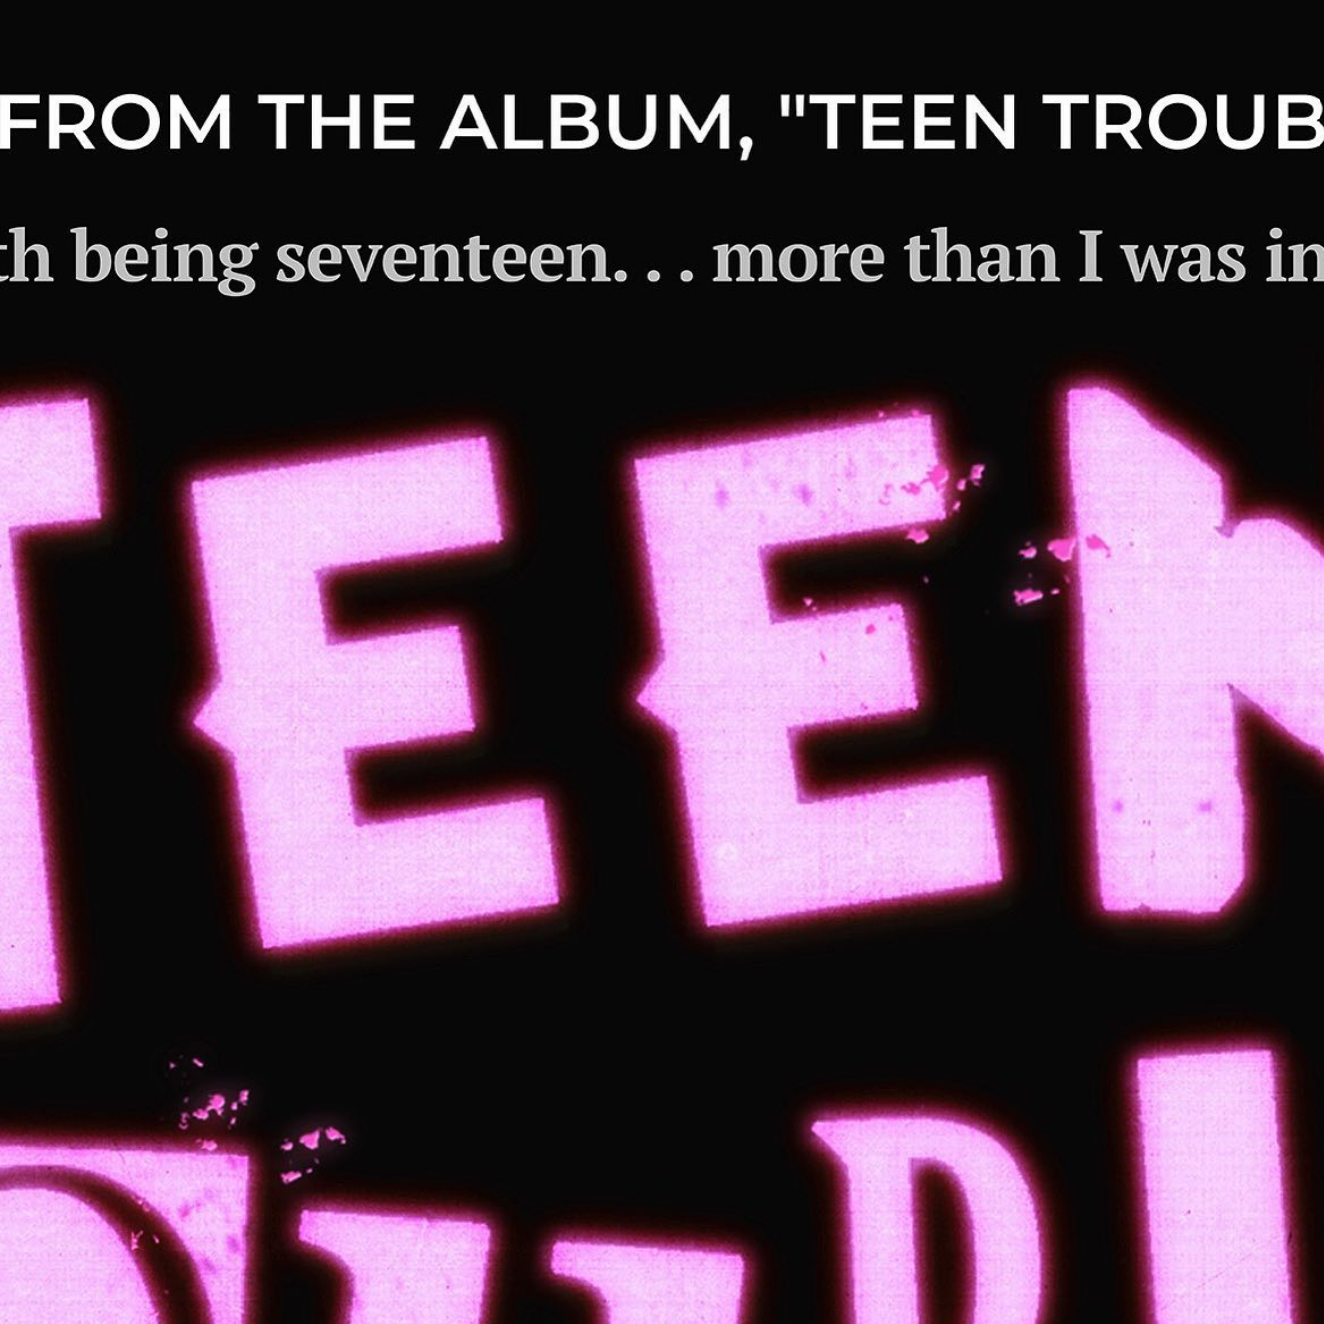 FROM THE ALBUM, "TEEN TROUB
th being seventeen. . . more than I was in
TEEN